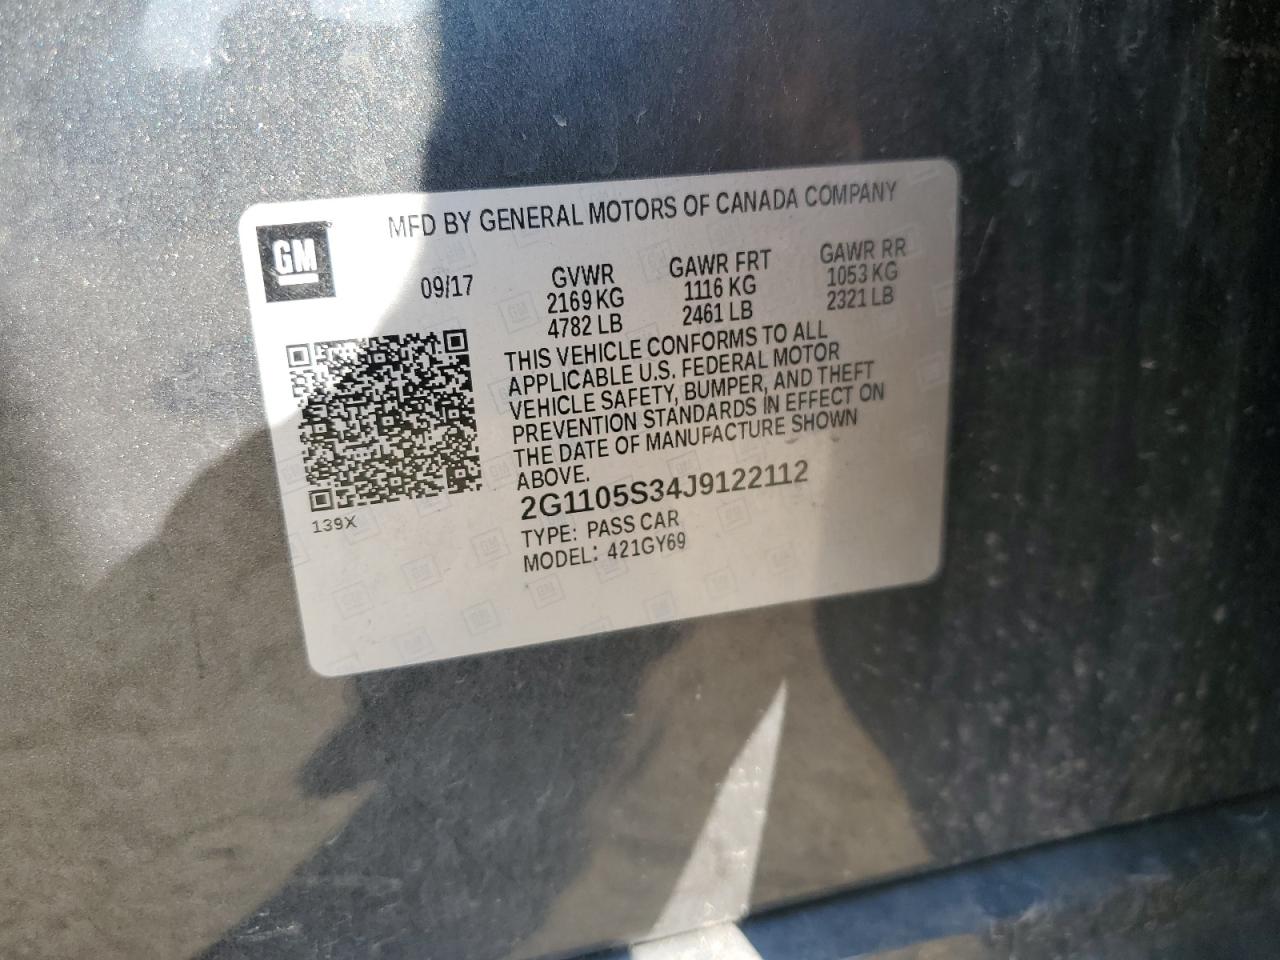 MFD BY GENERAL MOTORS OF CANADA COMPANY
GM
09/17
GVWR GAWR FRT GAWR RR
2169 KG 1116 KG 1053 KG
4782 LB 2461 LB 2321 LB
THIS VEHICLE CONFORMS TO ALL
APPLICABLE U.S. FEDERAL MOTOR
VEHICLE SAFETY, BUMPER, AND THEFT
PREVENTION STANDARDS IN EFFECT ON
THE DATE OF MANUFACTURE SHOWN
ABOVE.
2G1105S34J9122112
139X
TYPE: PASS CAR
MODEL: 421GY69